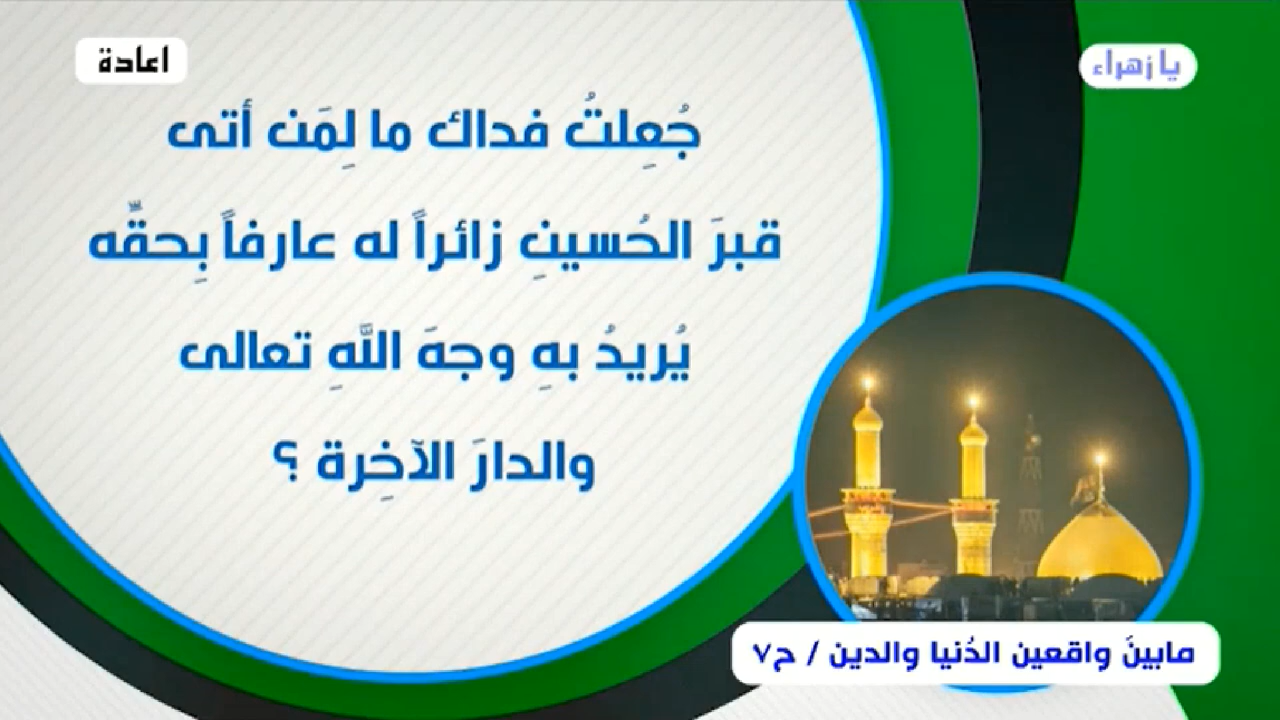 يا زهراء
اعادة
جُعِلتُ فداك ما لِمَن أتى
قبرَ الحُسينِ زائراً له عارفاً بِحقِّه
يُريدُ بهِ وجهَ اللَّهِ تعالى
والدارَ الآخِرة ؟
مابينَ واقعين الدُنيا والدين / ح٧